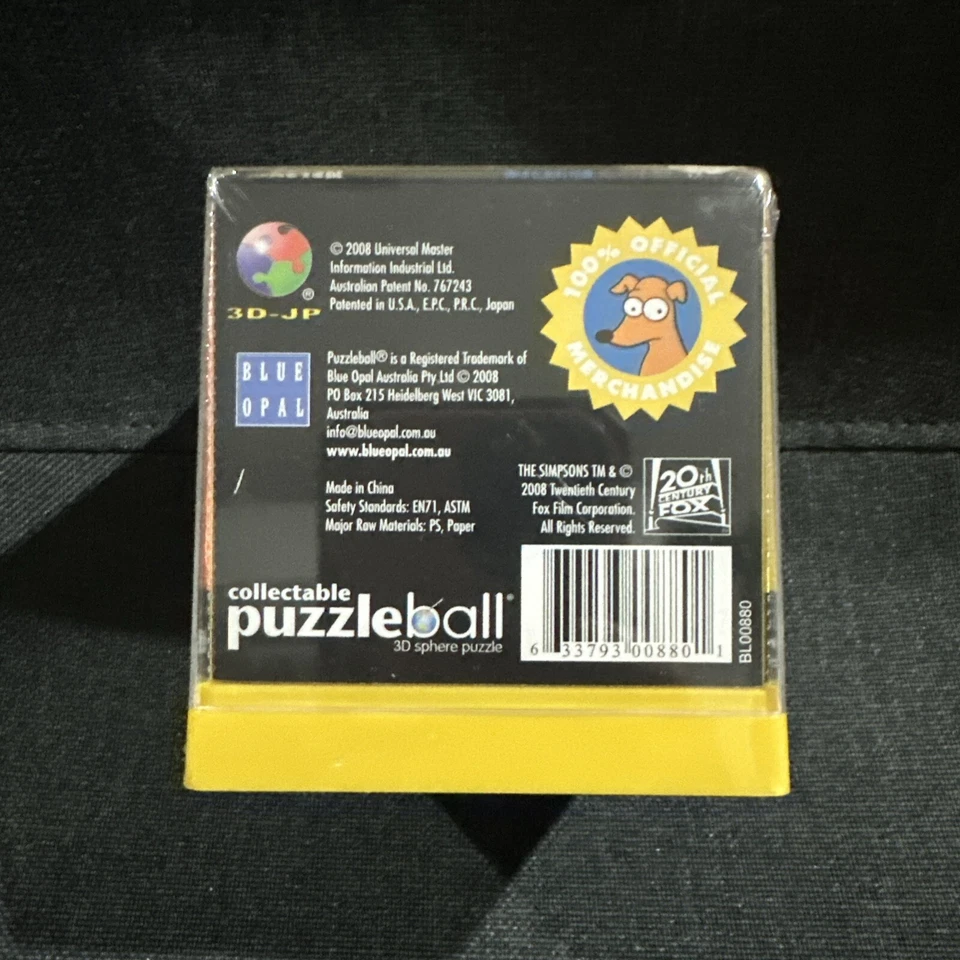 © 2008 Universal Master
Information Industrial Ltd.
Australian Patent No. 767243
Patented in U.S.A., E.P.C., P.R.C., Japan
®
3D-JP
100% OFFICIAL
MERCHANDISE
BLUE
OPAL
Puzzleball® is a Registered Trademark of
Blue Opal Australia Pty Ltd © 2008
PO Box 215 Heidelberg West VIC 3081,
Australia
info@blueopal.com.au
www.blueopal.com.au
Made in China
Safety Standards: EN71, ASTM
Major Raw Materials: PS, Paper
THE SIMPSONS TM & ©
2008 Twentieth Century
Fox Film Corporation.
All Rights Reserved.
20th
CENTURY
FOX
collectable
puzzleball
3D sphere puzzle
6 33793 00880 1
BL00880